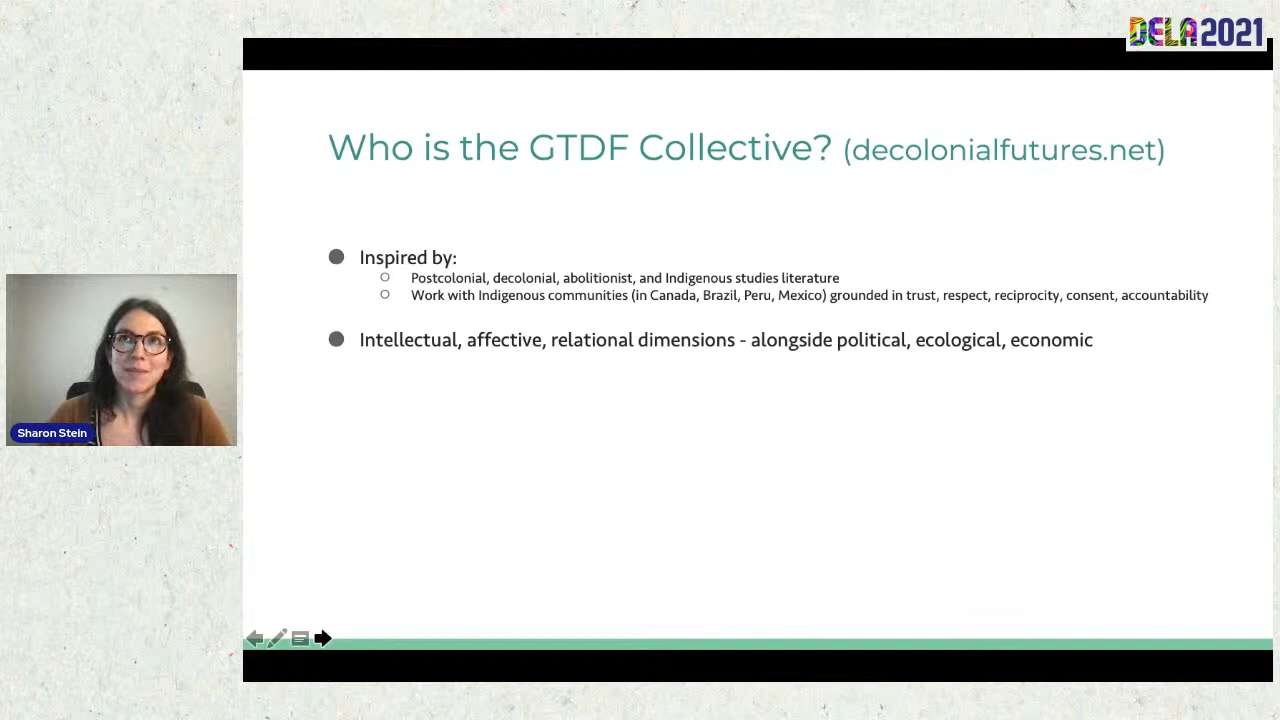 DELA 2021
Who is the GTDF Collective? (decolonialfutures.net)
Inspired by:
Postcolonial, decolonial, abolitionist, and Indigenous studies literature
Work with Indigenous communities (in Canada, Brazil, Peru, Mexico) grounded in trust, respect, reciprocity, consent, accountability
Intellectual, affective, relational dimensions - alongside political, ecological, economic
Sharon Stein